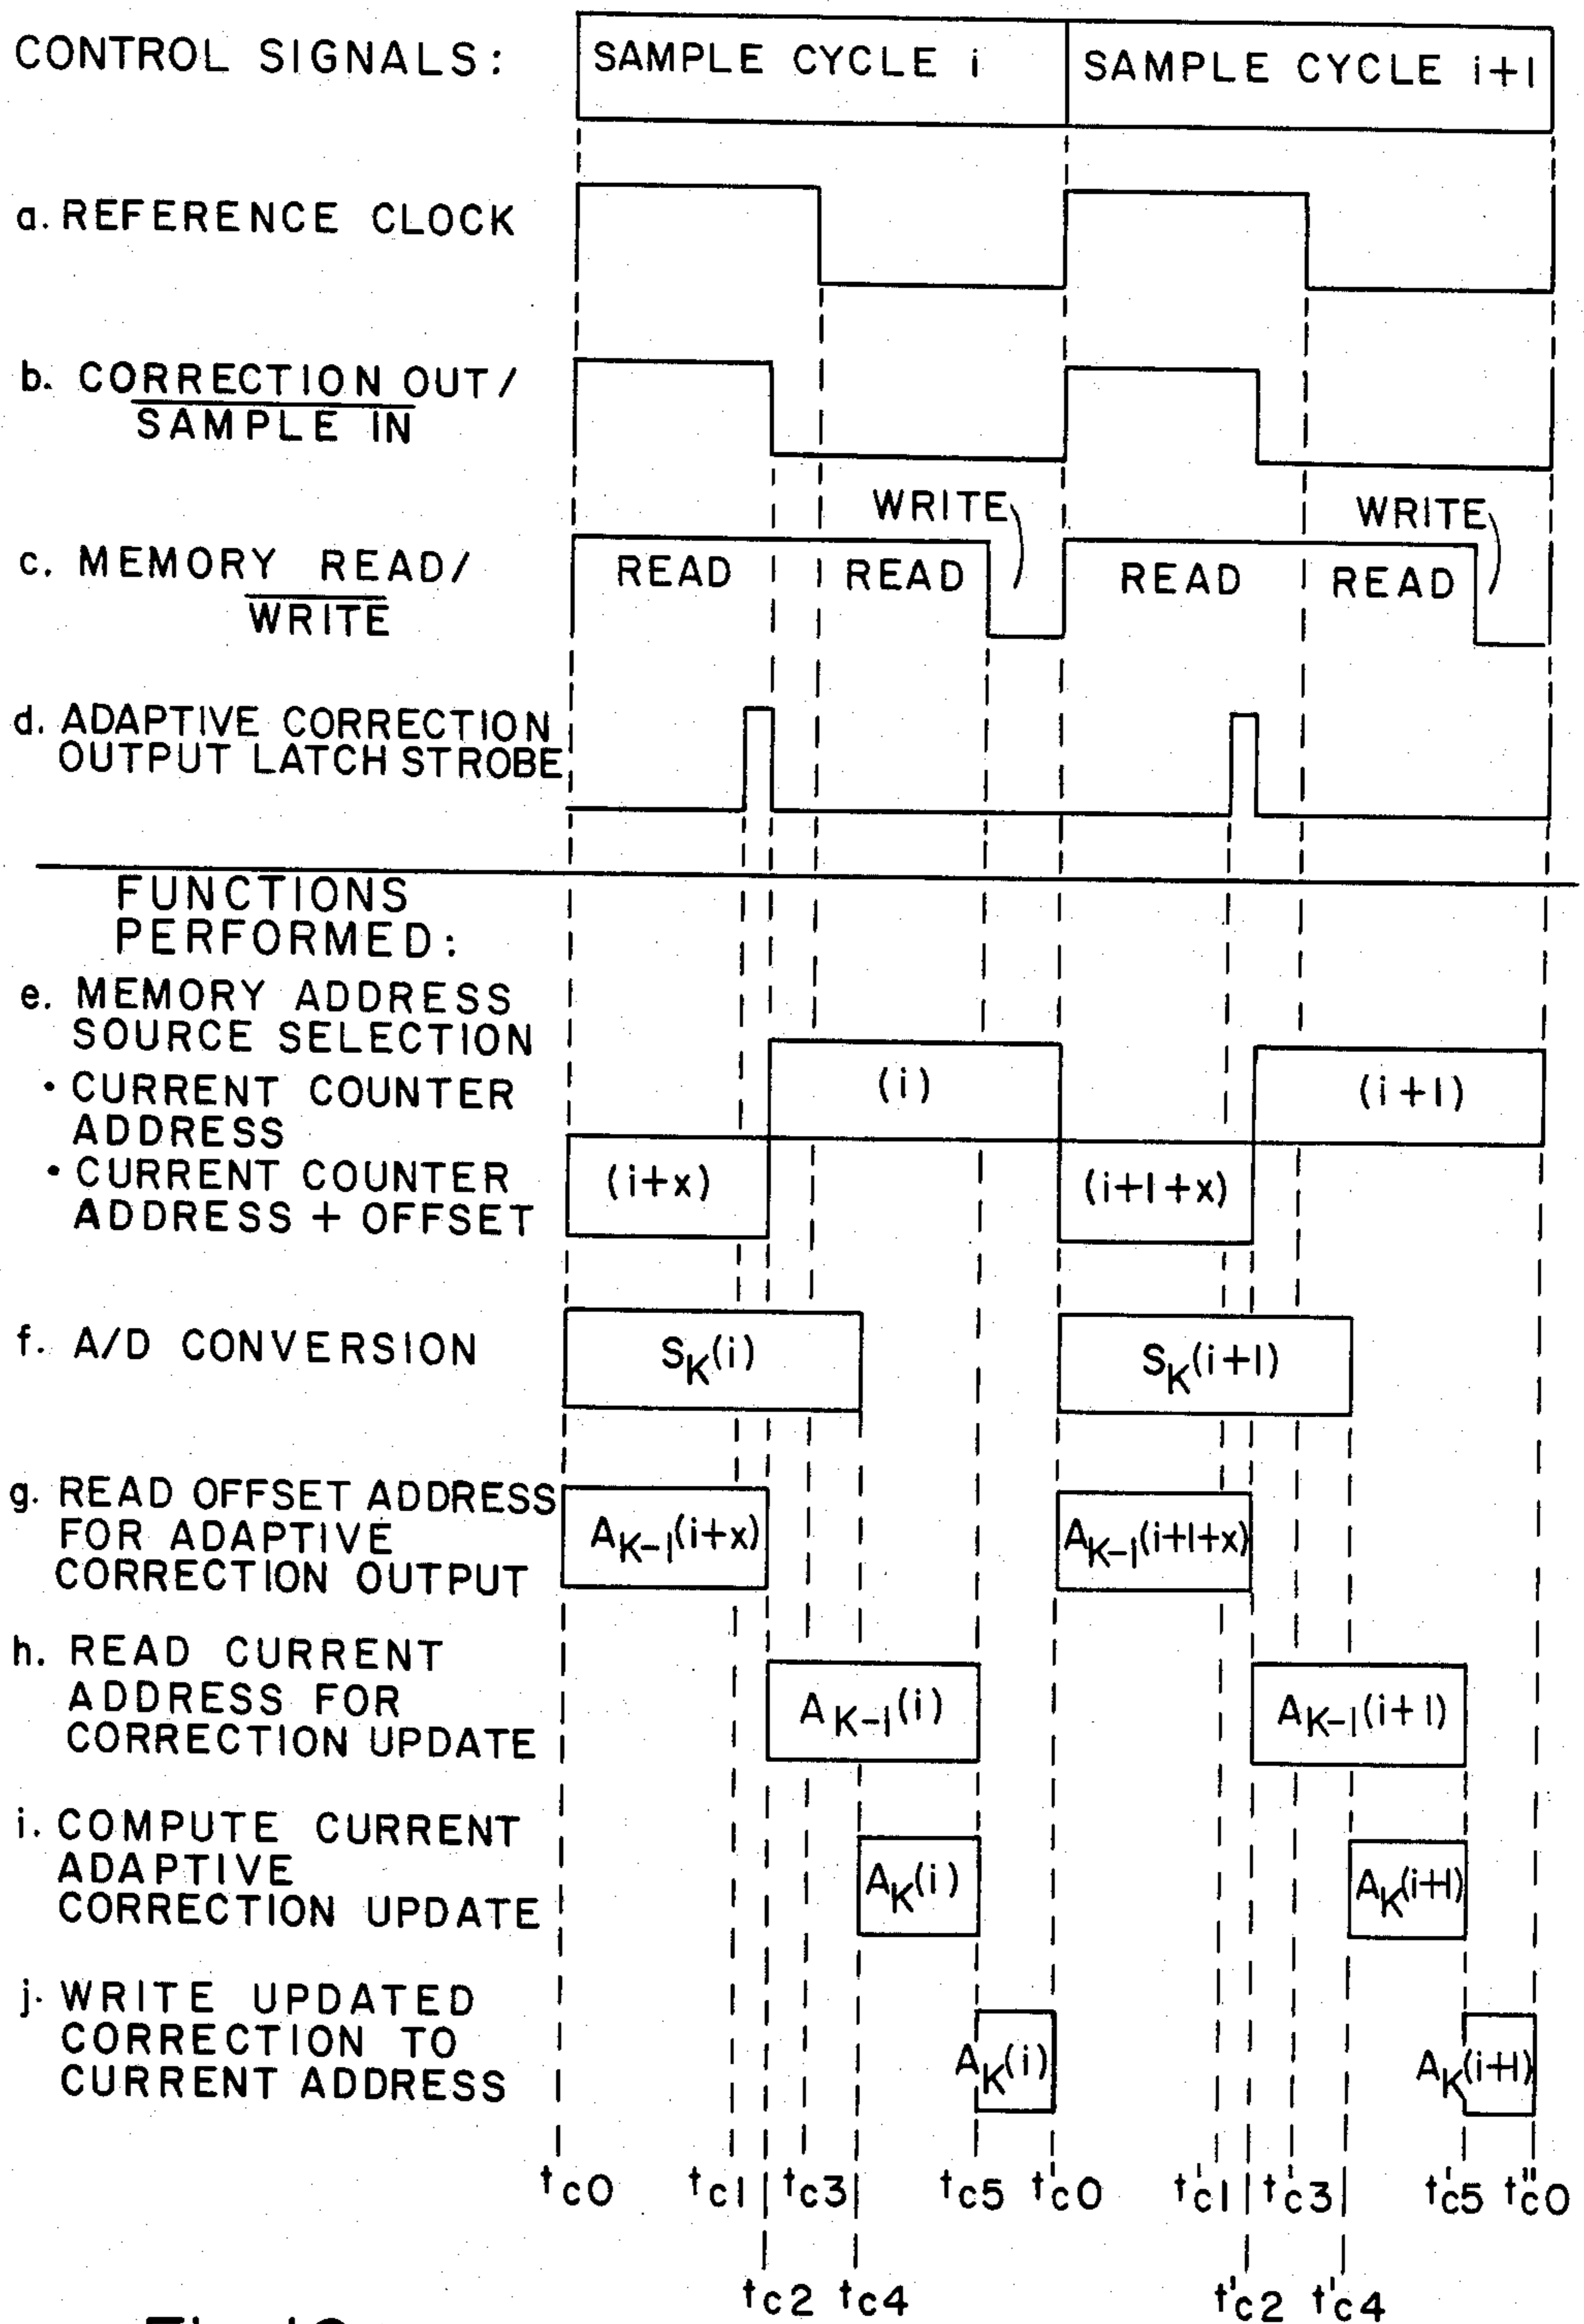 CONTROL SIGNALS:
SAMPLE CYCLE i
SAMPLE CYCLE i+1
a. REFERENCE CLOCK
b. CORRECTION OUT/
SAMPLE IN
WRITE
WRITE
c. MEMORY READ/
WRITE
READ
READ
READ
READ
d. ADAPTIVE CORRECTION
OUTPUT LATCH STROBE
FUNCTIONS
PERFORMED:
e. MEMORY ADDRESS
SOURCE SELECTION
• CURRENT COUNTER
ADDRESS
(i)
(i+1)
• CURRENT COUNTER
ADDRESS + OFFSET
(i+x)
(i+1+x)
f. A/D CONVERSION
SK(i)
SK(i+1)
g. READ OFFSET ADDRESS
FOR ADAPTIVE
CORRECTION OUTPUT
AK-1(i+x)
AK-1(i+1+x)
h. READ CURRENT
ADDRESS FOR
CORRECTION UPDATE
AK-1(i)
AK-1(i+1)
i. COMPUTE CURRENT
ADAPTIVE
CORRECTION UPDATE
AK(i)
AK(i+1)
j. WRITE UPDATED
CORRECTION TO
CURRENT ADDRESS
AK(i)
AK(i+1)
tc0 tc1 tc3 tc5 t'c0 t'c1 t'c3 t'c5 t"c0
tc2 tc4 t'c2 t'c4